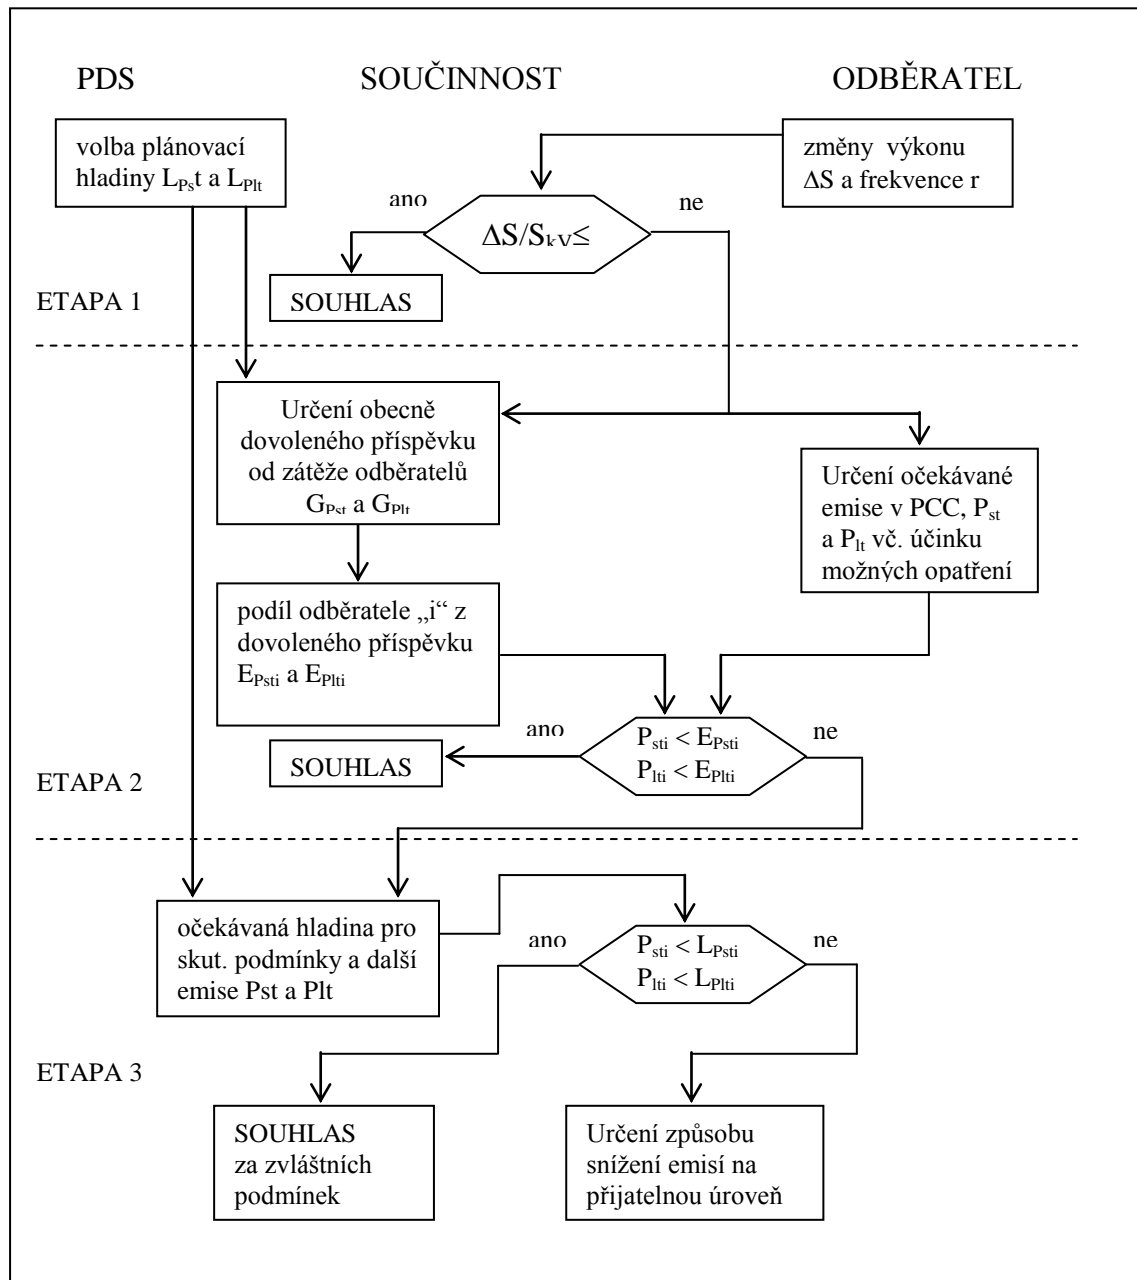 PDS SOUČINNOST ODBĚRATEL
volba plánovací
hladiny L_Pst a L_Plt
změny výkonu
ΔS a frekvence r
ano
ne
ΔS/S_kV≤
SOUHLAS
ETAPA 1
Určení obecně
dovoleného příspěvku
od zátěže odběratelů
G_Pst a G_Plt
Určení očekávané
emise v PCC, P_st
a P_lt vč. účinku
možných opatření
podíl odběratele „i“ z
dovoleného příspěvku
E_Psti a E_Plti
ano
P_sti < E_Psti
P_lti < E_Plti
ne
SOUHLAS
ETAPA 2
očekávaná hladina pro
skut. podmínky a další
emise Pst a Plt
ano
P_sti < L_Psti
P_lti < L_Plti
ne
ETAPA 3
SOUHLAS
za zvláštních
podmínek
Určení způsobu
snížení emisí na
přijatelnou úroveň